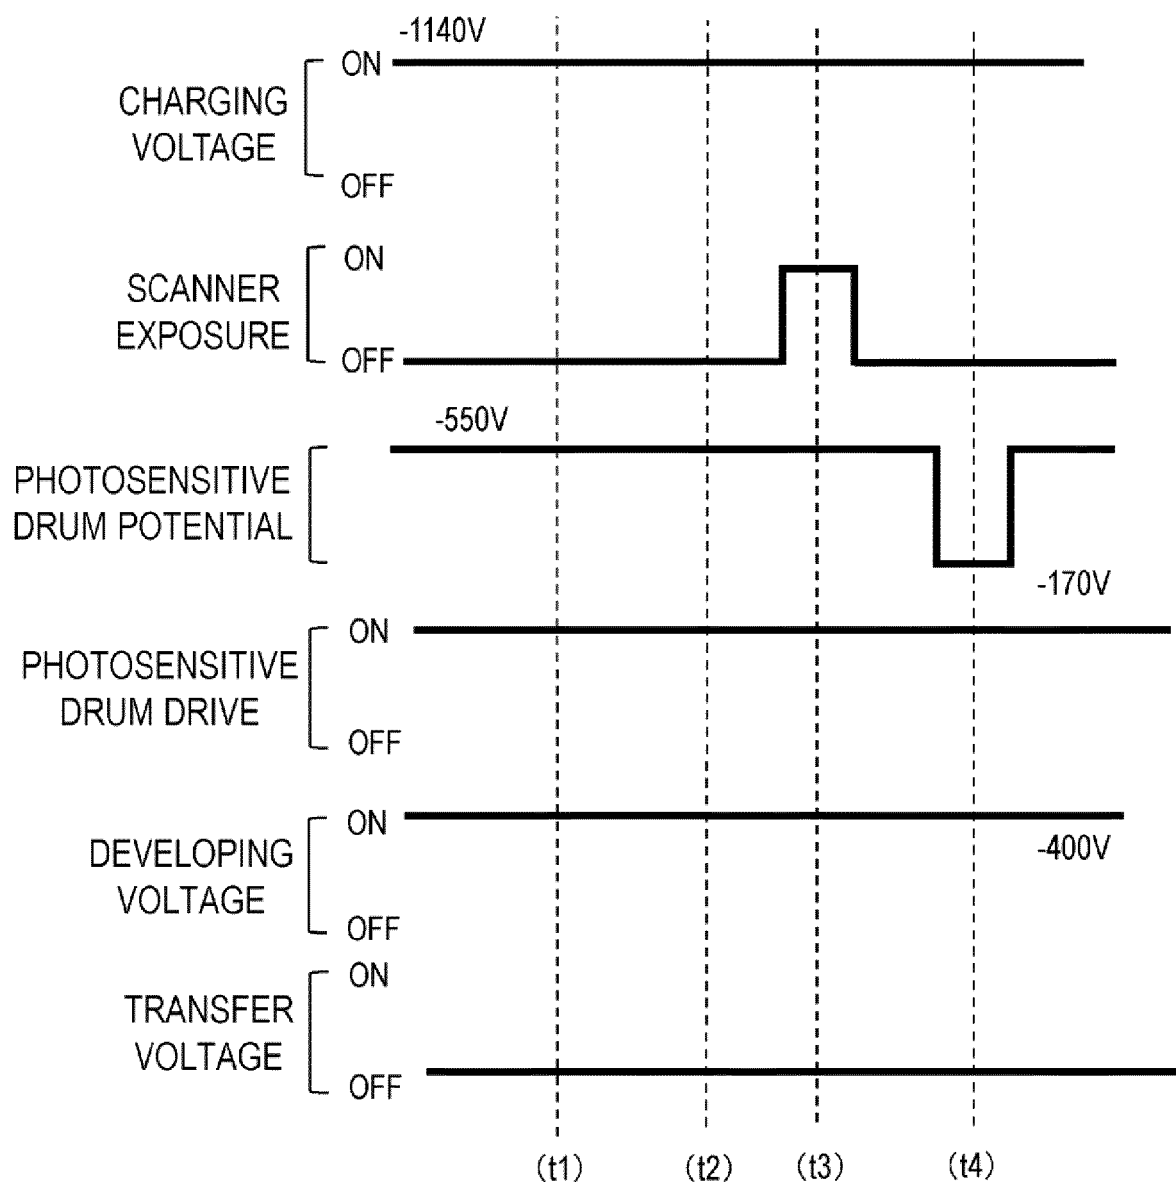 -1140V
ON
CHARGING
VOLTAGE
OFF
ON
SCANNER
EXPOSURE
OFF
-550V
PHOTOSENSITIVE
DRUM POTENTIAL
-170V
ON
PHOTOSENSITIVE
DRUM DRIVE
OFF
ON
DEVELOPING
VOLTAGE
-400V
OFF
ON
TRANSFER
VOLTAGE
OFF
(t1) (t2) (t3) (t4)